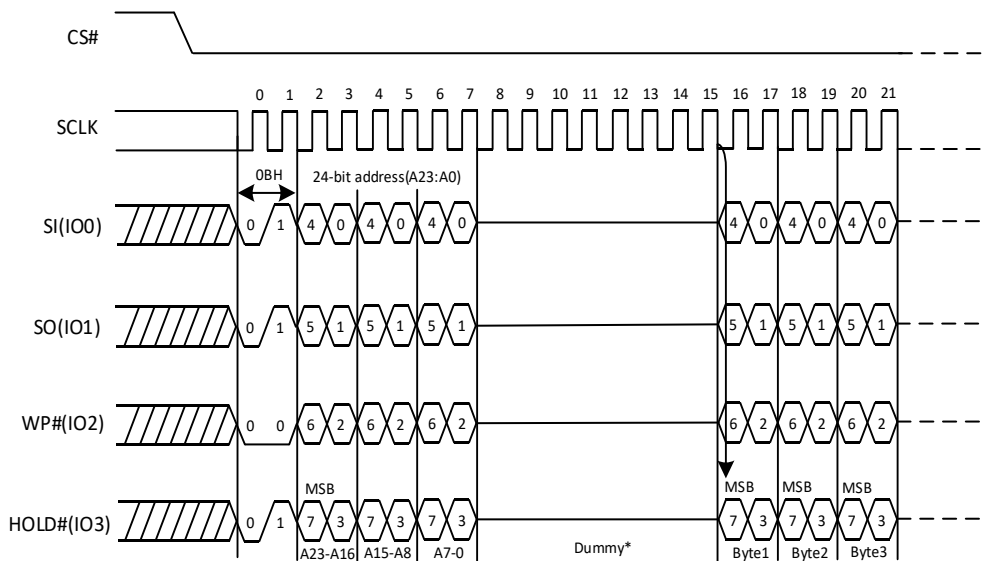 CS#
0 1 2 3 4 5 6 7 8 9 10 11 12 13 14 15 16 17 18 19 20 21
SCLK
0BH 24-bit address(A23:A0)
SI(IO0) 0 1 4 0 4 0 4 0 4 0 4 0 4 0
SO(IO1) 0 1 5 1 5 1 5 1 5 1 5 1 5 1
WP#(IO2) 0 0 6 2 6 2 6 2 6 2 6 2 6 2
MSB MSB MSB MSB
HOLD#(IO3) 0 1 7 3 7 3 7 3 7 3 7 3 7 3
A23-A16 A15-A8 A7-0 Dummy* Byte1 Byte2 Byte3